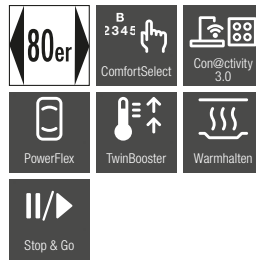 80er
B
2345
ComfortSelect
Con@ctivity
3.0
PowerFlex
TwinBooster
Warmhalten
Stop & Go